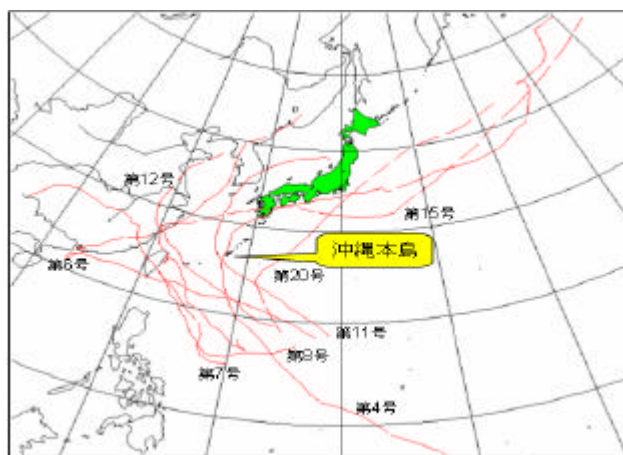 第12号
第15号
沖縄本島
第6号
第20号
第11号
第8号
第7号
第4号